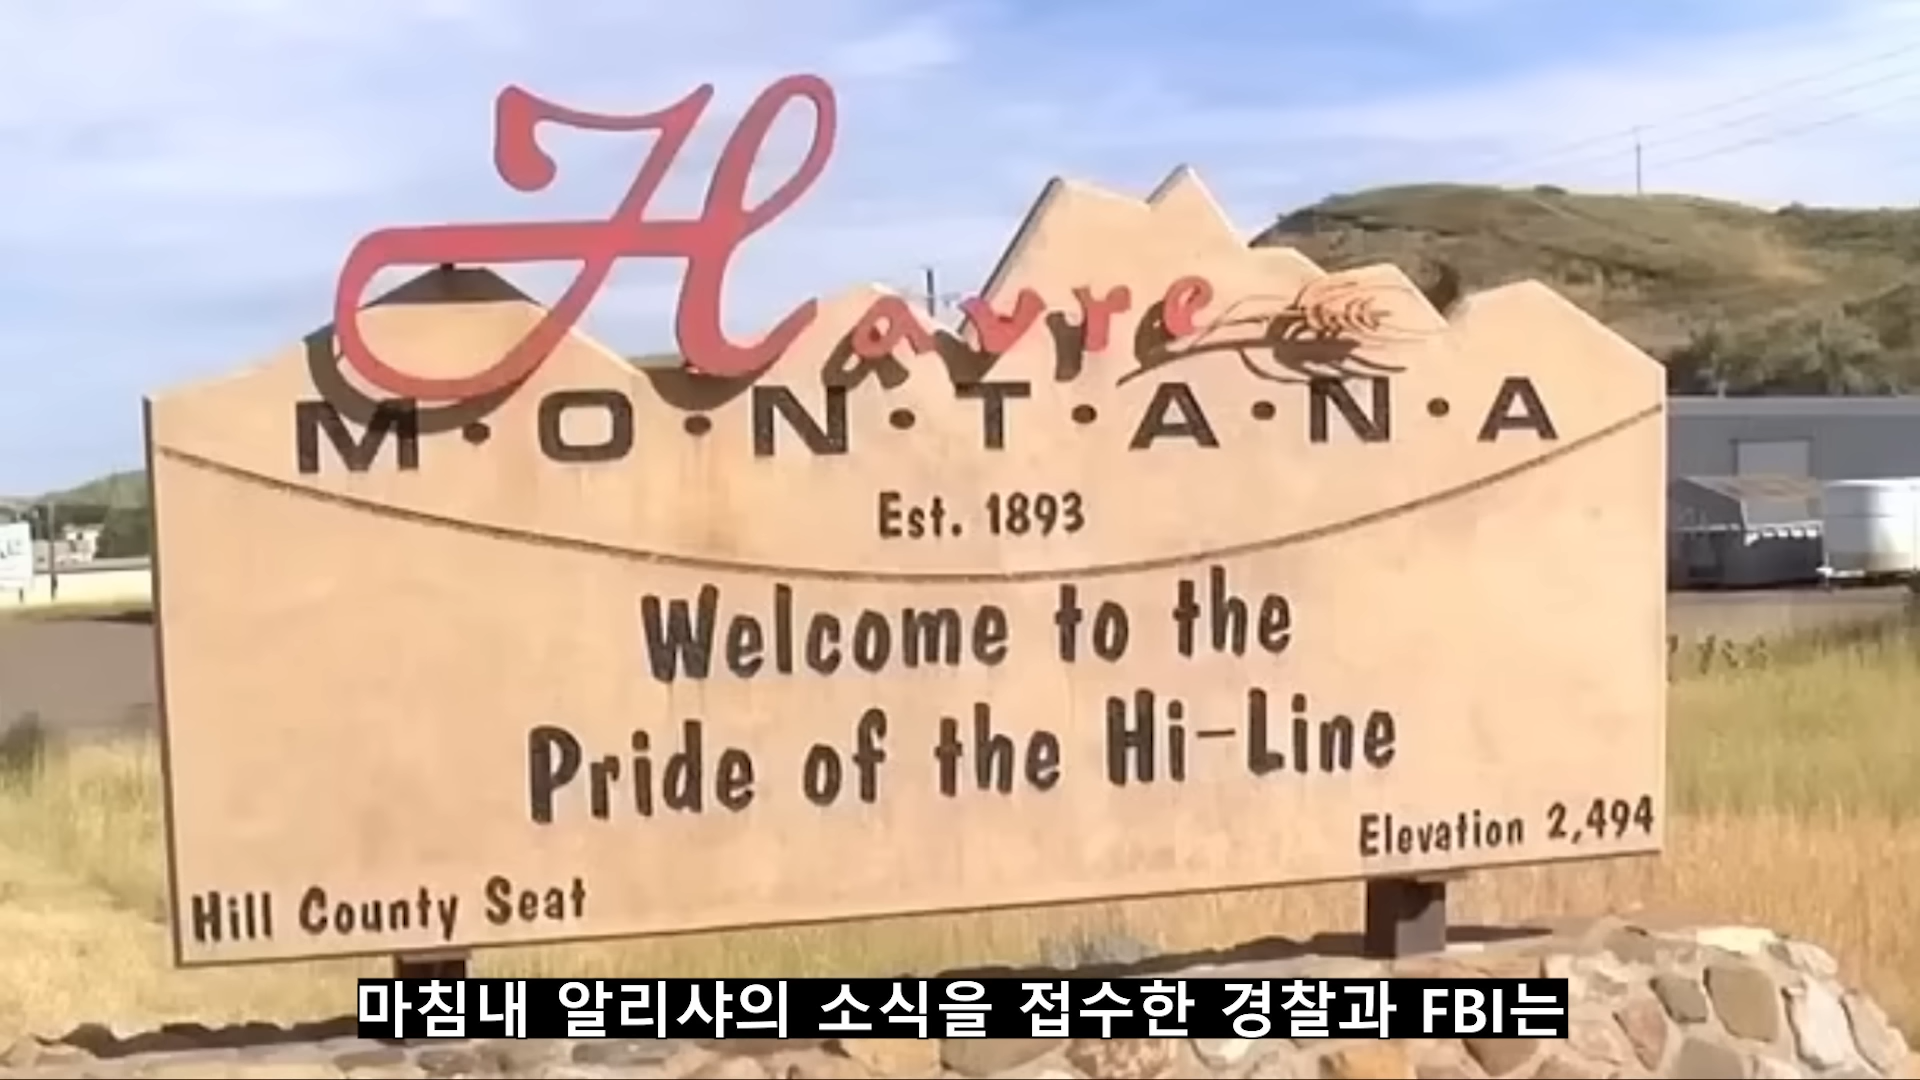 Havre
M•O•N•T•A•N•A
Est. 1893
Welcome to the
Pride of the Hi-Line
Elevation 2,494
Hill County Seat
마침내 알리샤의 소식을 접수한 경찰과 FBI는